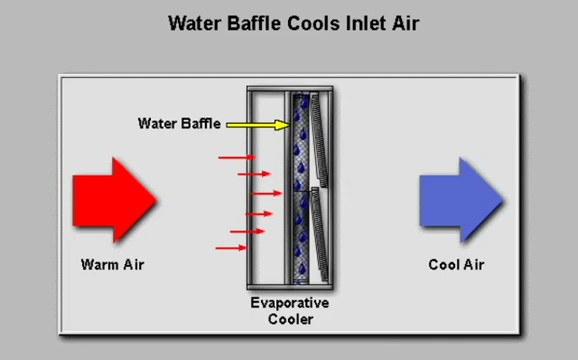 Water Baffle Cools Inlet Air
Water Baffle
Warm Air
Cool Air
Evaporative
Cooler